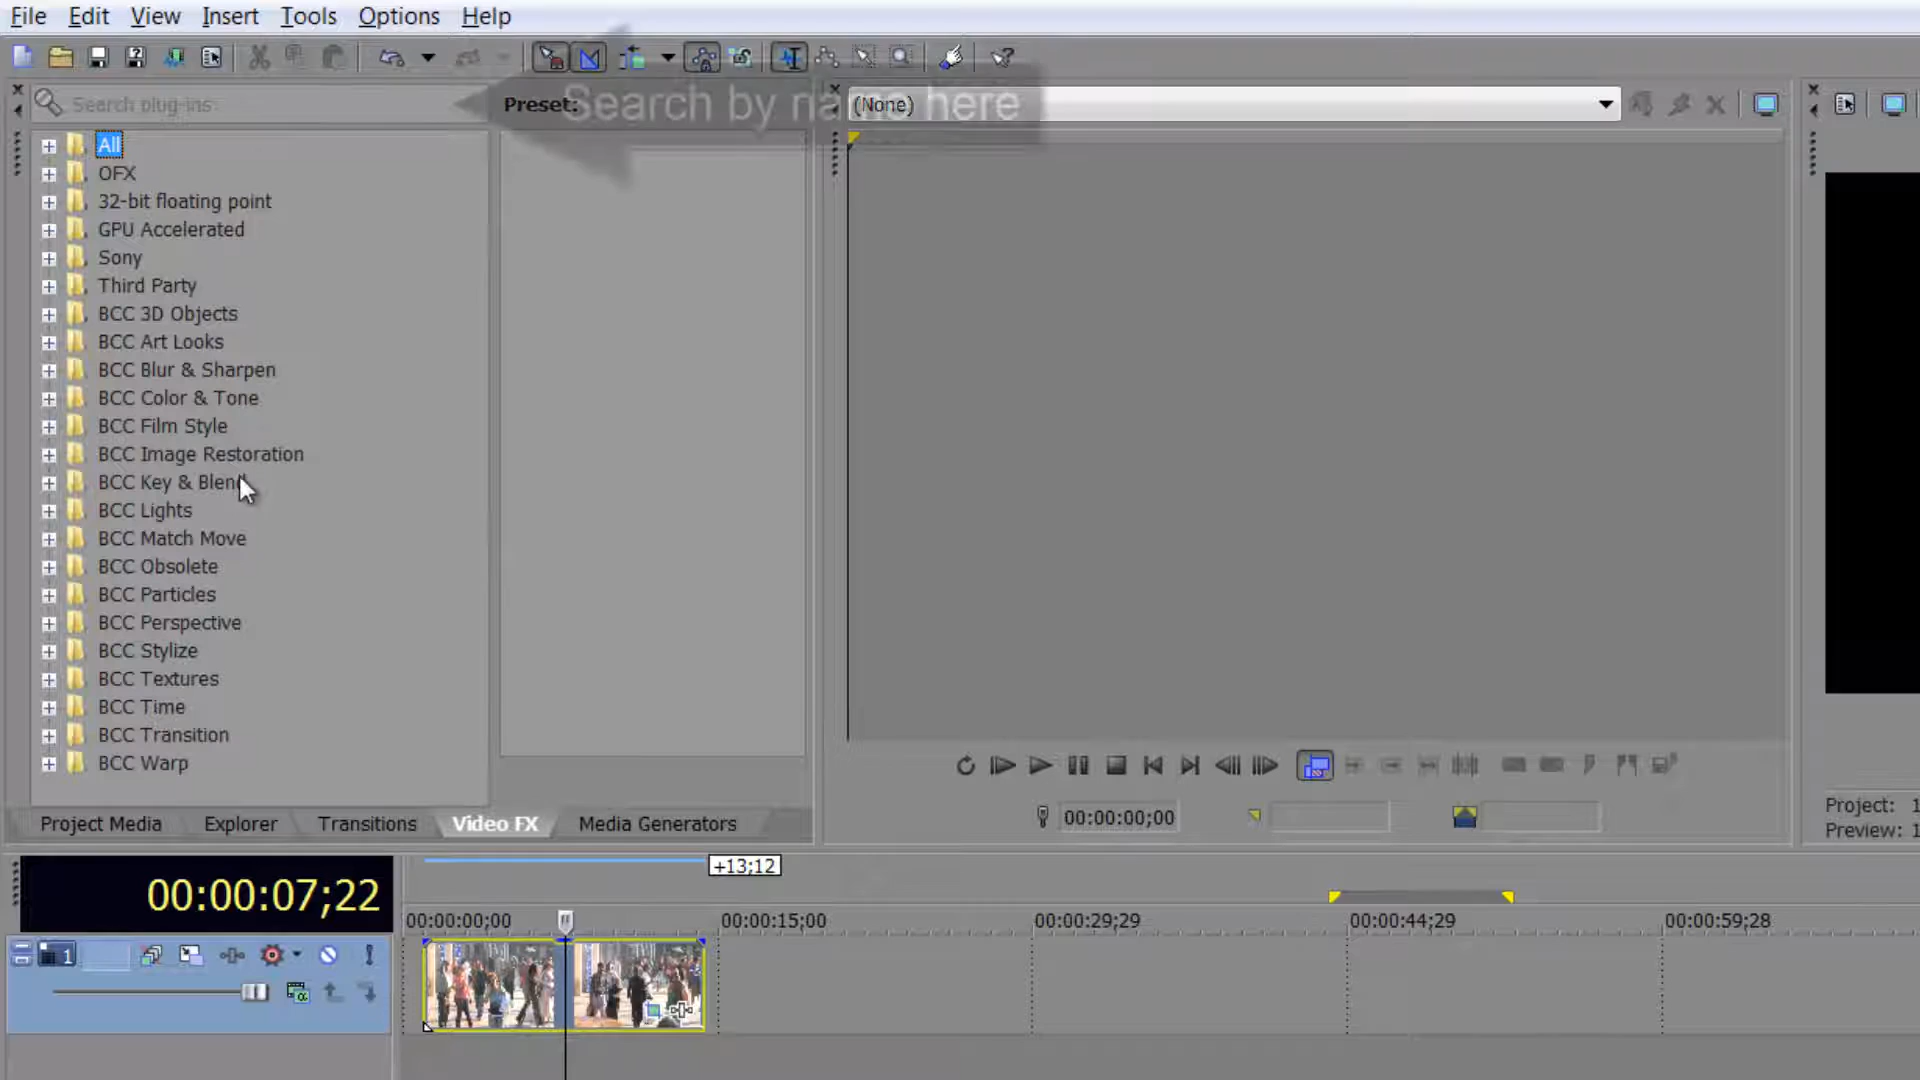 File Edit View Insert Tools Options Help
Search plug-ins
Preset:
Search by name here
(None)
All
OFX
32-bit floating point
GPU Accelerated
Sony
Third Party
BCC 3D Objects
BCC Art Looks
BCC Blur & Sharpen
BCC Color & Tone
BCC Film Style
BCC Image Restoration
BCC Key & Blend
BCC Lights
BCC Match Move
BCC Obsolete
BCC Particles
BCC Perspective
BCC Stylize
BCC Textures
BCC Time
BCC Transition
BCC Warp
00:00:00;00
Project: 1
Preview: 1
Project Media Explorer Transitions Video FX Media Generators
+13;12
00:00:07;22
00:00:00;00 00:00:15;00 00:00:29;29 00:00:44;29 00:00:59;28
1